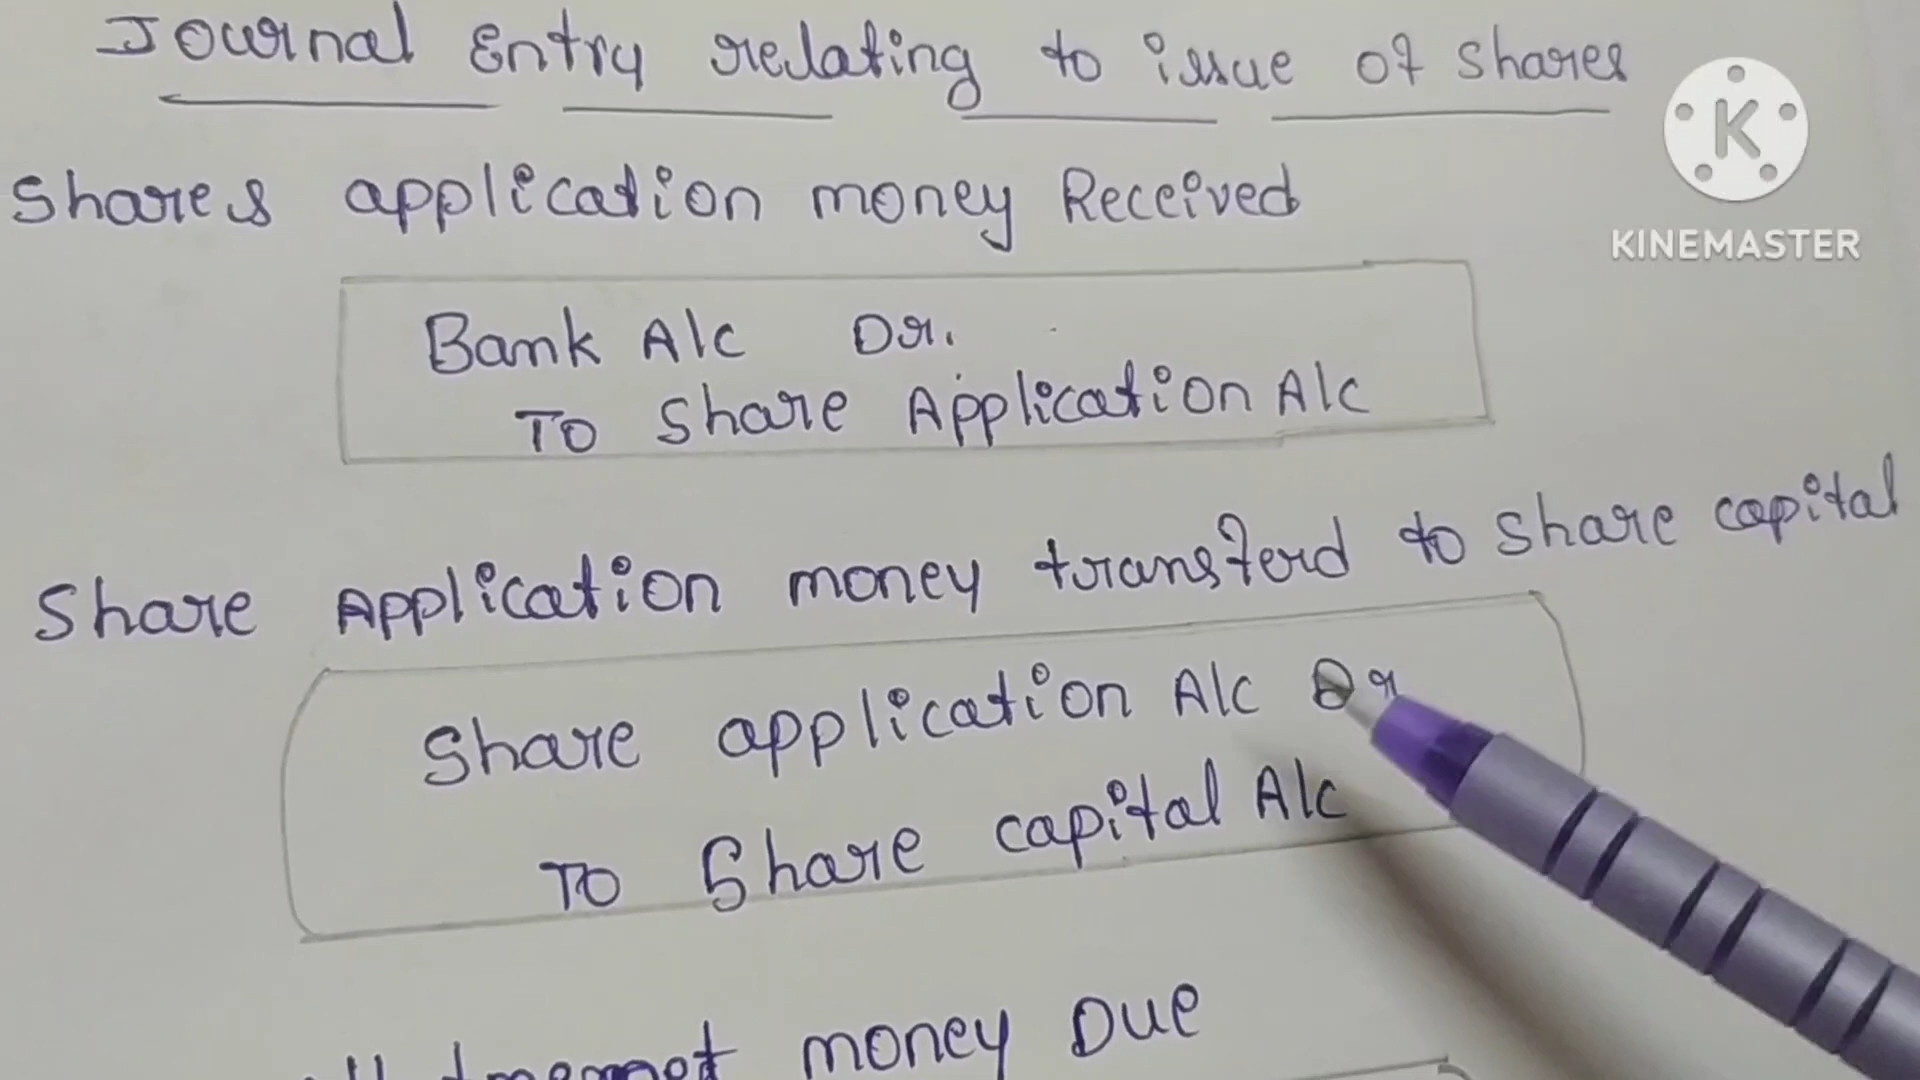 Journal Entry relating to issue of shares
K
KINEMASTER
Shares application money Received
Bank A/c Dr.
To Share Application A/c
Share Application money transferd to share capital
Share application A/c Dr
To Share capital A/c
money Due